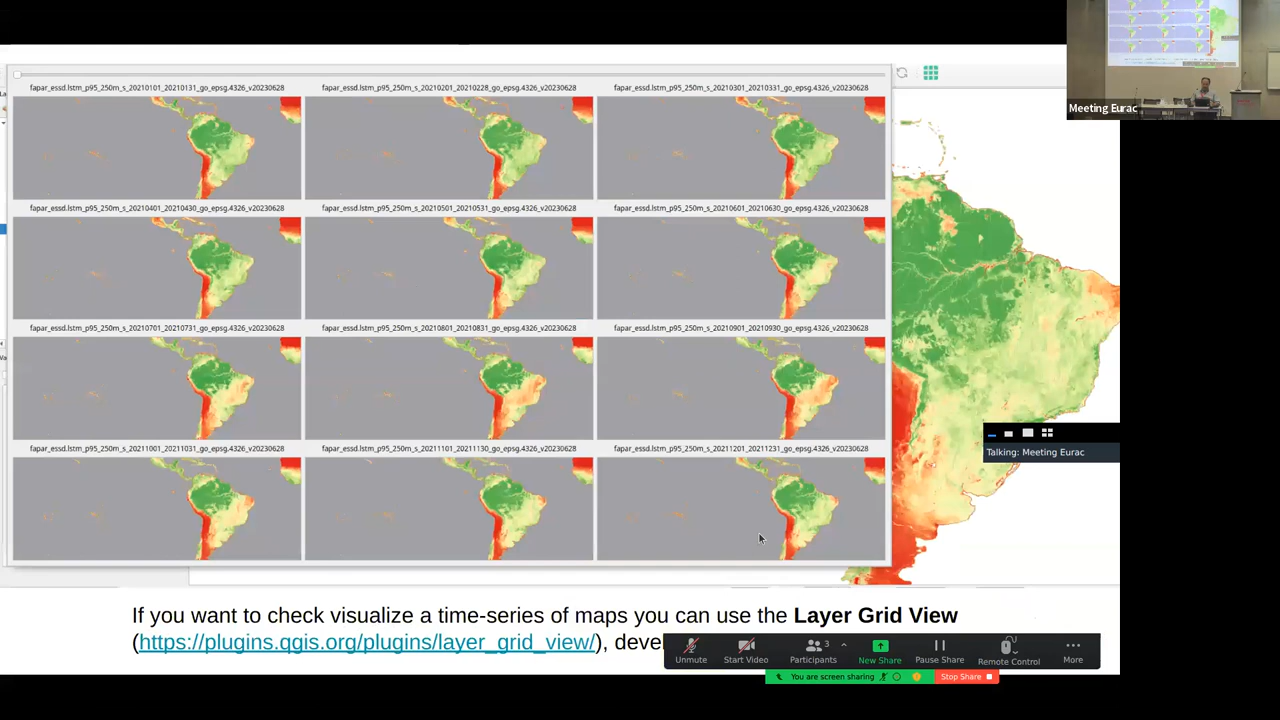 Meeting Eurac
fapar_essd.lstm_p95_250m_s_20210101_20210131_go_epsg.4326_v20230628
fapar_essd.lstm_p95_250m_s_20210201_20210228_go_epsg.4326_v20230628
fapar_essd.lstm_p95_250m_s_20210301_20210331_go_epsg.4326_v20230628
fapar_essd.lstm_p95_250m_s_20210401_20210430_go_epsg.4326_v20230628
fapar_essd.lstm_p95_250m_s_20210501_20210531_go_epsg.4326_v20230628
fapar_essd.lstm_p95_250m_s_20210601_20210630_go_epsg.4326_v20230628
fapar_essd.lstm_p95_250m_s_20210701_20210731_go_epsg.4326_v20230628
fapar_essd.lstm_p95_250m_s_20210801_20210831_go_epsg.4326_v20230628
fapar_essd.lstm_p95_250m_s_20210901_20210930_go_epsg.4326_v20230628
fapar_essd.lstm_p95_250m_s_20211001_20211031_go_epsg.4326_v20230628
fapar_essd.lstm_p95_250m_s_20211101_20211130_go_epsg.4326_v20230628
fapar_essd.lstm_p95_250m_s_20211201_20211231_go_epsg.4326_v20230628
Talking: Meeting Eurac
If you want to check visualize a time-series of maps you can use the Layer Grid View
(https://plugins.qgis.org/plugins/layer_grid_view/), deve
3
Unmute
Start Video
Participants
New Share
Pause Share
Remote Control
More
You are screen sharing
Stop Share